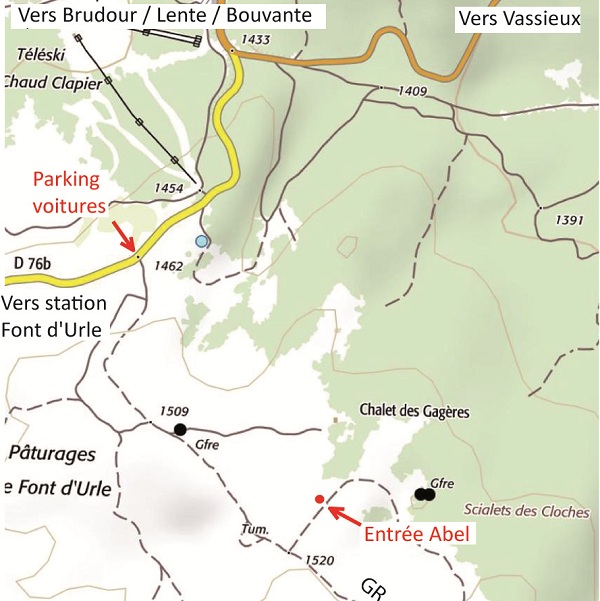 Vers Brudour / Lente / Bouvante
Vers Vassieux
1433
Téléski
Chaud Clapier
1409
Parking
voitures
1454
1391
D 76b
1462
Vers station
Font d'Urle
1509
Chalet des Gagères
Gfre
Pâturages
e Font d'Urle
Gfre
Scialets des Cloches
Tum.
Entrée Abel
1520
GR